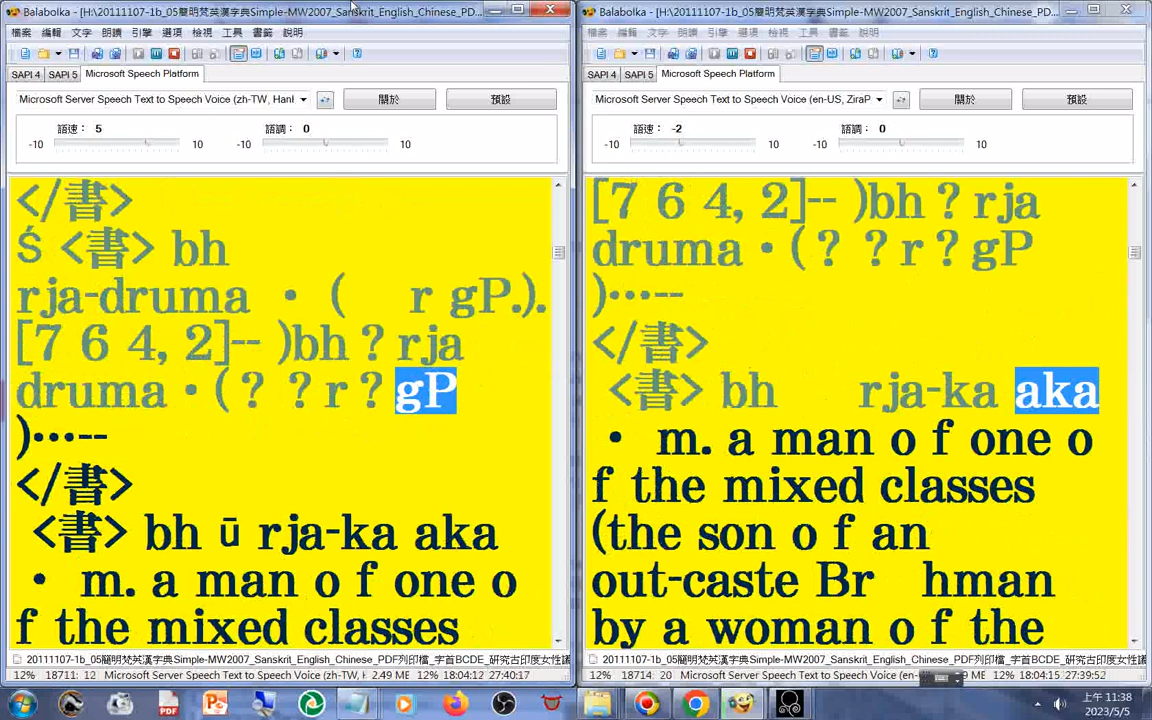 Balabolka - [H:\20111107-1b_05簡明梵英漢字典Simple-MW2007_Sanskrit_English_Chinese_PD...
檔案 編輯 文字 朗讀 引擎 選項 檢視 工具 書籤 說明
SAPI 4 SAPI 5 Microsoft Speech Platform
Microsoft Server Speech Text to Speech Voice (zh-TW, Hanl 關於 預設
語速: 5 語調: 0
-10 10 -10 10
</書>
Ś <書> bh
rja-druma • ( r gP.).
[7 6 4, 2]-- )bh ? rja
druma • ( ? ? r ? gP
)…--
</書>
<書> bh ū rja-ka aka
• m. a man o f one o
f the mixed classes
20111107-1b_05簡明梵英漢字典Simple-MW2007_Sanskrit_English_Chinese_PDF列印檔_字首BCDE_研究古印度女性議
12% 18711: 12 Microsoft Server Speech Text to Speech Voice (zh-TW, H 2.49 MB 12% 18:04:12 27:40:17
Balabolka - [H:\20111107-1b_05簡明梵英漢字典Simple-MW2007_Sanskrit_English_Chinese_PD...
檔案 編輯 文字 朗讀 引擎 選項 檢視 工具 書籤 說明
SAPI 4 SAPI 5 Microsoft Speech Platform
Microsoft Server Speech Text to Speech Voice (en-US, ZiraP 關於 預設
語速: -2 語調: 0
-10 10 -10 10
[7 6 4, 2]-- )bh ? rja
druma • ( ? ? r ? gP
)…--
</書>
<書> bh rja-ka aka
• m. a man o f one o
f the mixed classes
(the son o f an
out-caste Br hman
by a woman o f the
20111107-1b_05簡明梵英漢字典Simple-MW2007_Sanskrit_English_Chinese_PDF列印檔_字首BCDE_研究古印度女性議
12% 18714: 20 Microsoft Server Speech Text to Speech Voice (en-US, 12% 18:04:15 27:39:52
上午 11:38
2023/5/5